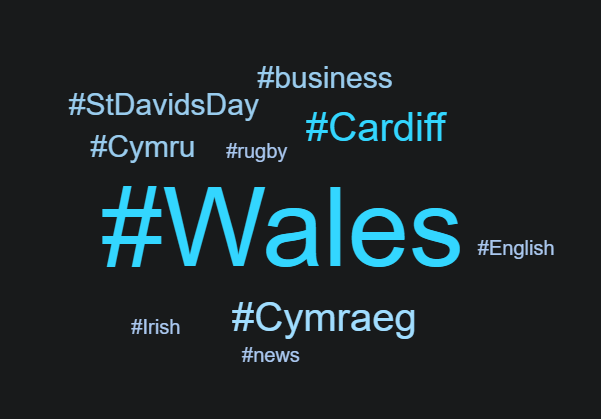 #business
#StDavidsDay
#Cardiff
#Cymru
#rugby
#Wales
#English
#Cymraeg
#Irish
#news